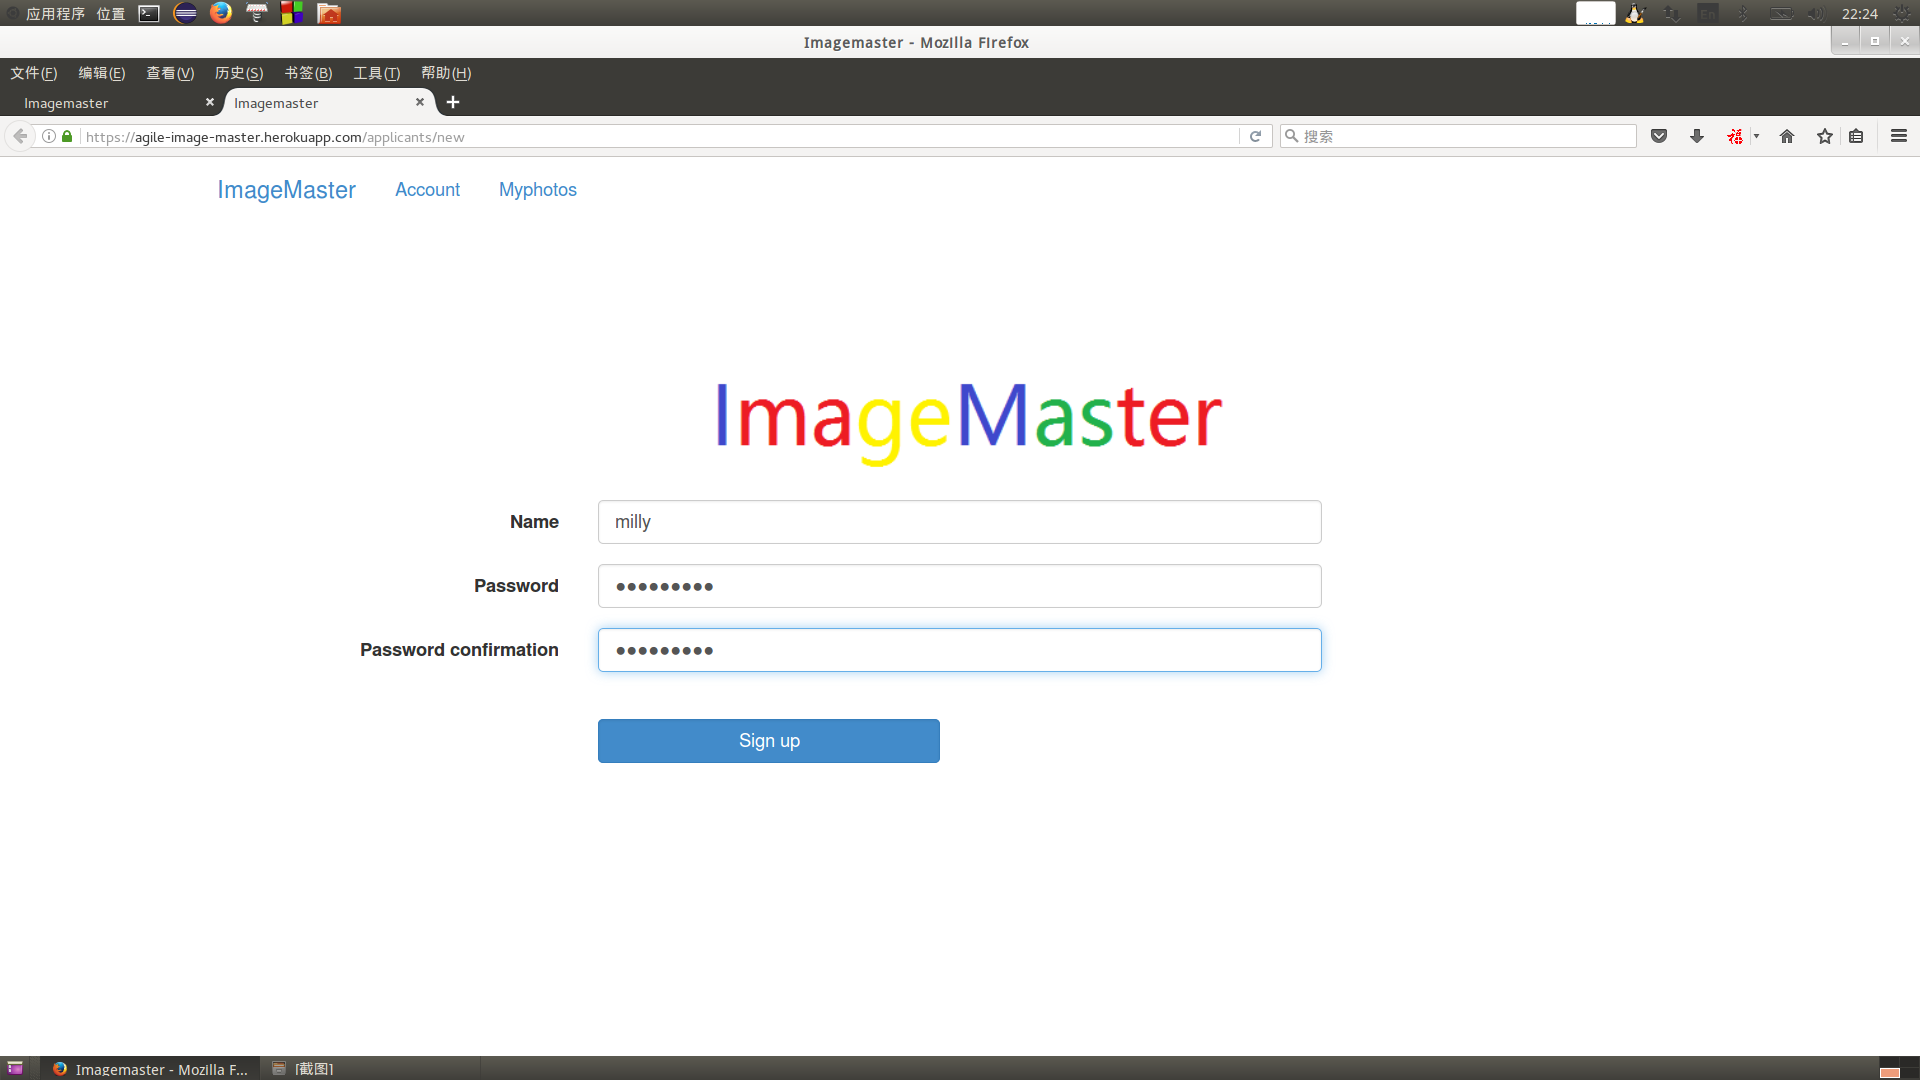 应用程序 位置 En 22:24
Imagemaster - Mozilla Firefox
文件(F) 编辑(E) 查看(V) 历史(S) 书签(B) 工具(T) 帮助(H)
Imagemaster Imagemaster
https://agile-image-master.herokuapp.com/applicants/new 搜索
ImageMaster Account Myphotos
ImageMaster
Name milly
Password
Password confirmation
Sign up
Imagemaster - Mozilla F... [截图]